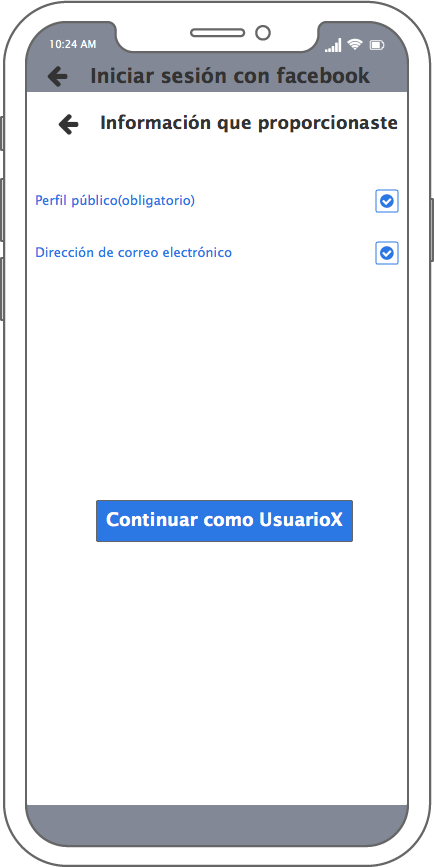 10:24 AM
Iniciar sesión con facebook
Información que proporcionaste
Perfil público(obligatorio)
Dirección de correo electrónico
Continuar como UsuarioX